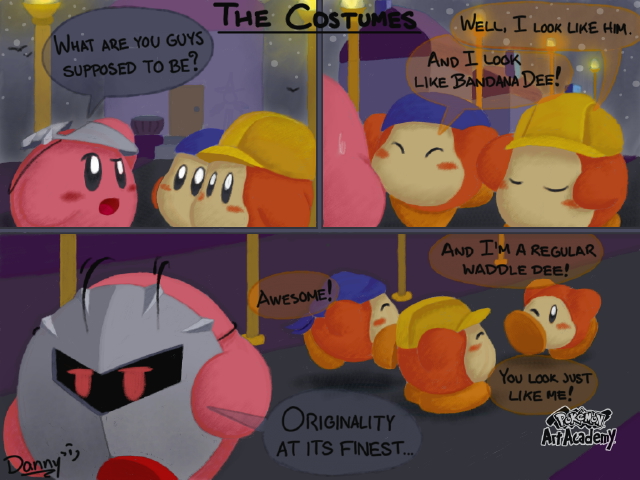 THE COSTUMES
WHAT ARE YOU GUYS
SUPPOSED TO BE?
WELL, I LOOK LIKE HIM.
AND I LOOK
LIKE BANDANA DEE!
AWESOME!
AND I'M A REGULAR
WADDLE DEE!
YOU LOOK JUST
LIKE ME!
ORIGINALITY
AT ITS FINEST...
Danny
POKéMON
Art Academy